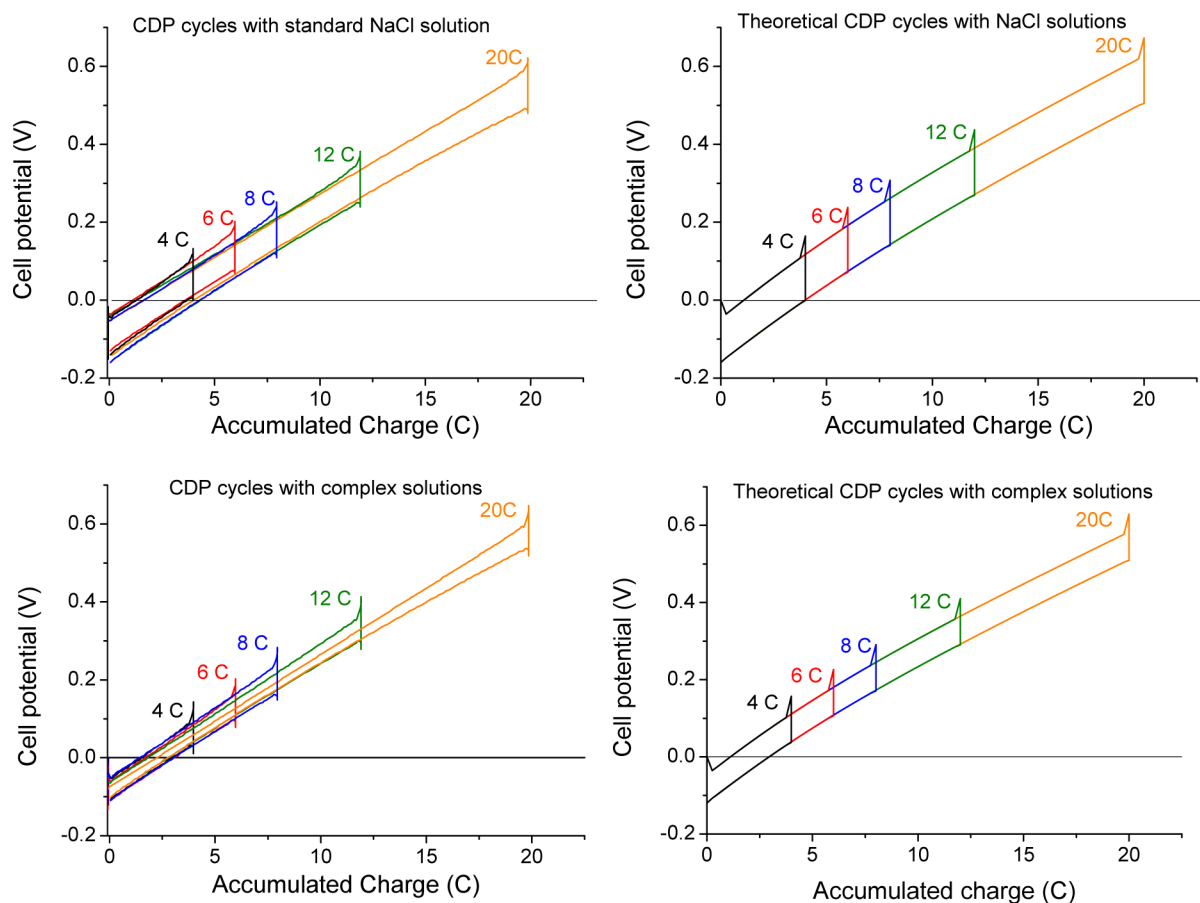 CDP cycles with standard NaCl solution
0.6
0.4
0.2
0.0
-0.2
Cell potential (V)
4 C
6 C
8 C
12 C
20C
0
5
10
15
20
Accumulated Charge (C)
Theoretical CDP cycles with NaCl solutions
0.6
0.4
0.2
0.0
-0.2
Cell potential (V)
4 C
6 C
8 C
12 C
20C
0
5
10
15
20
Accumulated Charge (C)
CDP cycles with complex solutions
0.6
0.4
0.2
0.0
-0.2
Cell potential (V)
4 C
6 C
8 C
12 C
20C
0
5
10
15
20
Accumulated Charge (C)
Theoretical CDP cycles with complex solutions
0.6
0.4
0.2
0.0
-0.2
Cell potential (V)
4 C
6 C
8 C
12 C
20C
0
5
10
15
20
Accumulated charge (C)